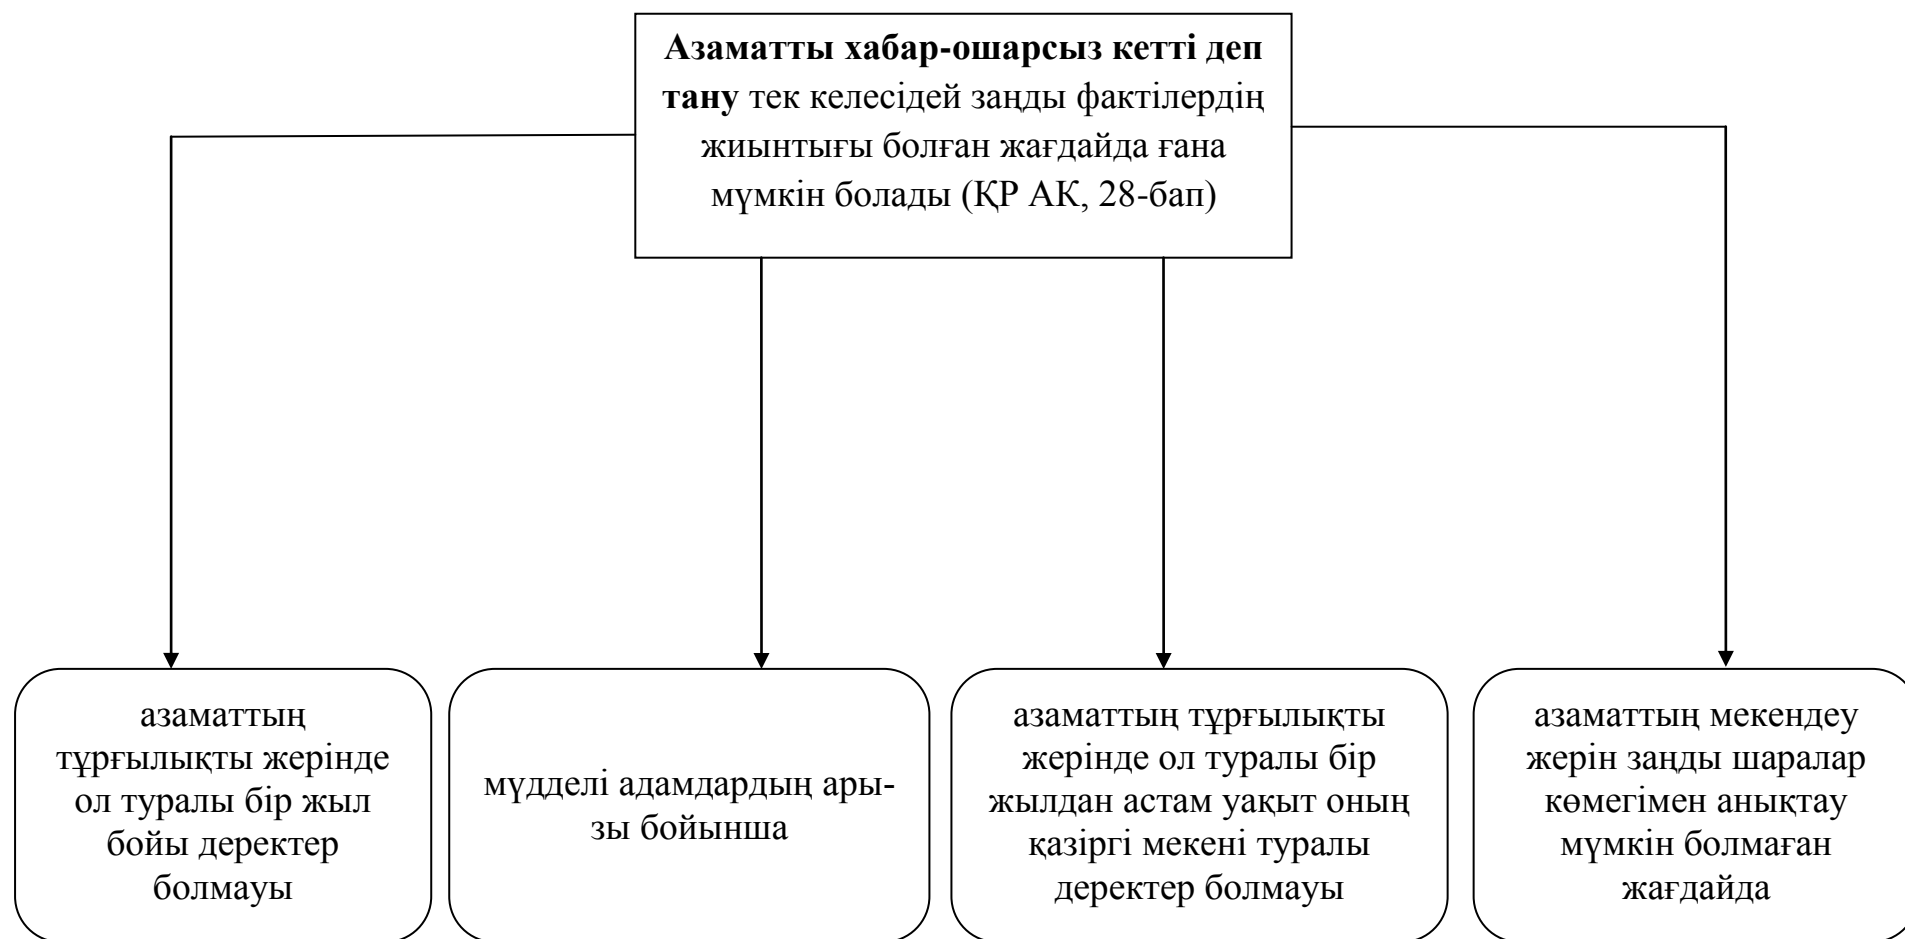 Азаматты хабар-ошарсыз кетті деп
тану тек келесідей заңды фактілердің
жиынтығы болған жағдайда ғана
мүмкін болады (ҚР АК, 28-бап)
азаматтың
тұрғылықты жерінде
ол туралы бір жыл
бойы деректер
болмауы
мүдделі адамдардың ары-
зы бойынша
азаматтың тұрғылықты
жерінде ол туралы бір
жылдан астам уақыт оның
қазіргі мекені туралы
деректер болмауы
азаматтың мекендеу
жерін заңды шаралар
көмегімен анықтау
мүмкін болмаған
жағдайда